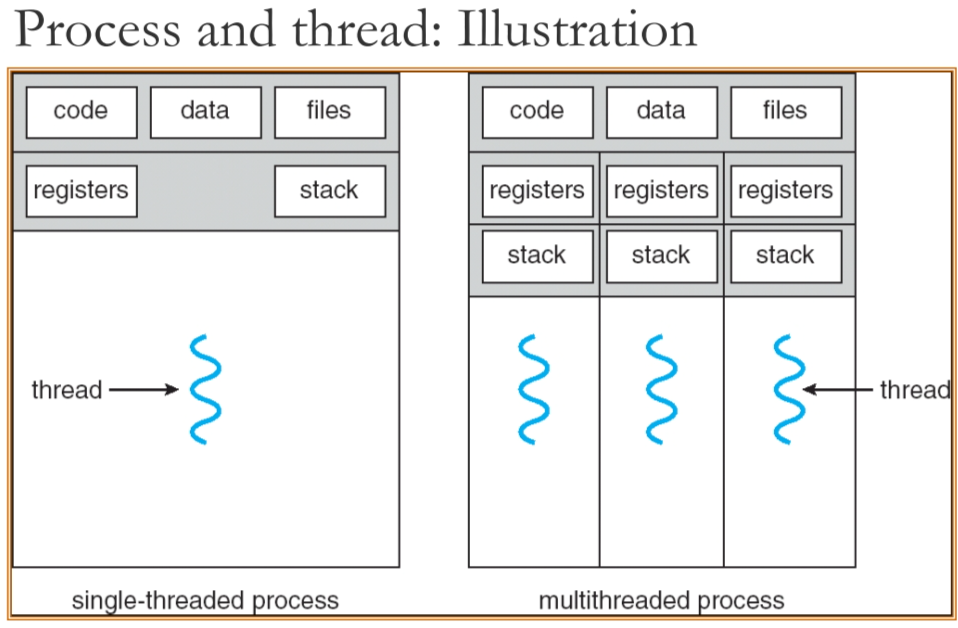 Process and thread: Illustration
code data files
registers stack
thread
single-threaded process
code data files
registers registers registers
stack stack stack
thread
multithreaded process